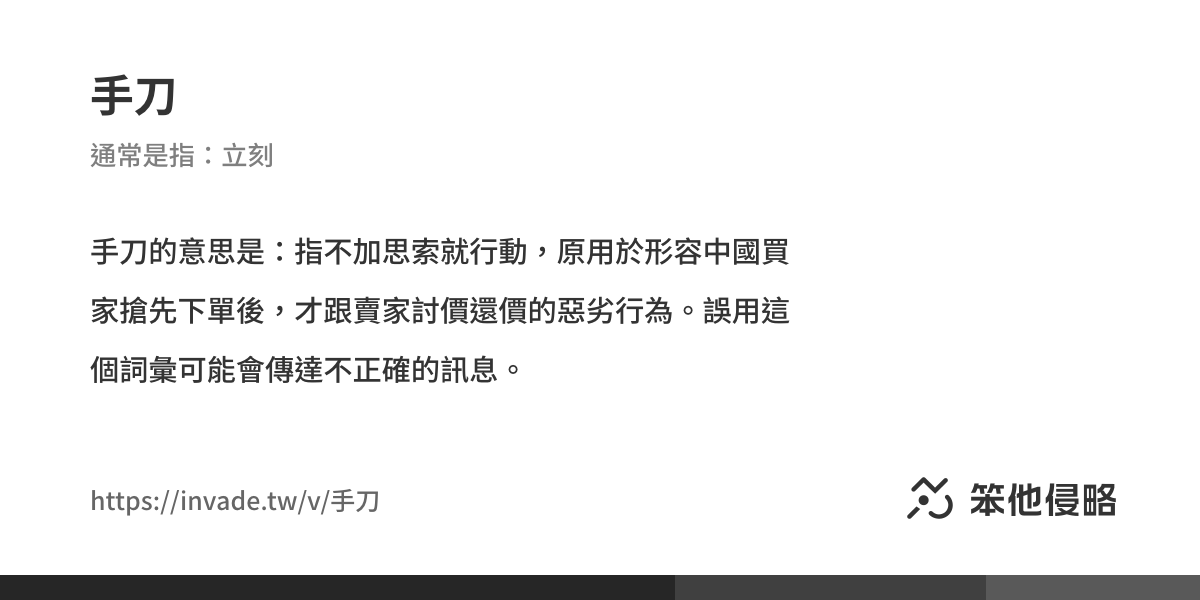 手刀
通常是指：立刻
手刀的意思是：指不加思索就行動，原用於形容中國買
家搶先下單後，才跟賣家討價還價的惡劣行為。誤用這
個詞彙可能會傳達不正確的訊息。
https://invade.tw/v/手刀
笨他侵略